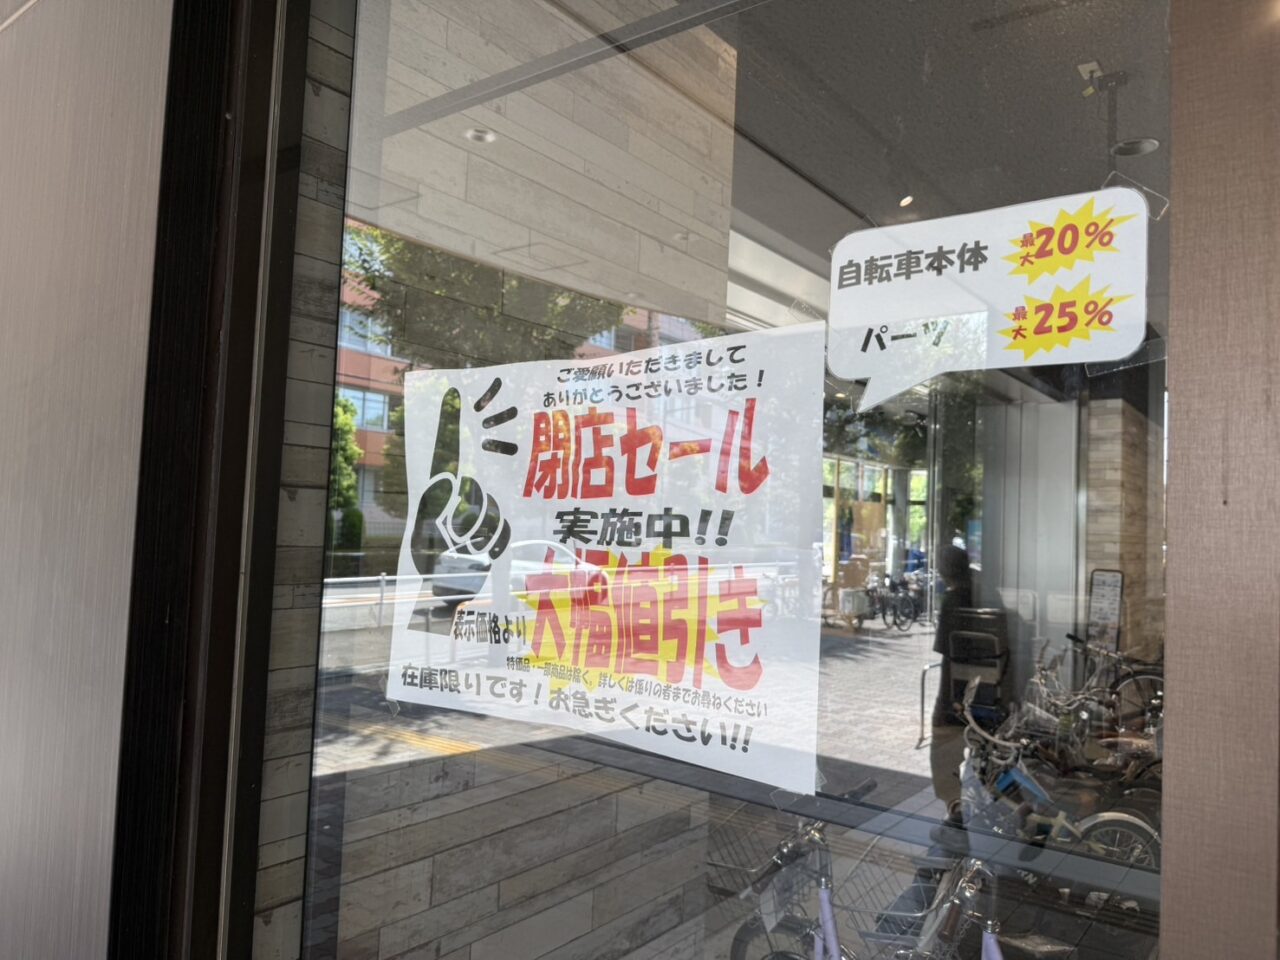 自転車本体 最大20%
パーツ 最大25%
ご愛顧いただきまして
ありがとうございました！
閉店セール
実施中!!
表示価格より 大幅値引き
特価品・一部商品は除く。詳しくは係りの者までお尋ねください
在庫限りです！お急ぎください!!